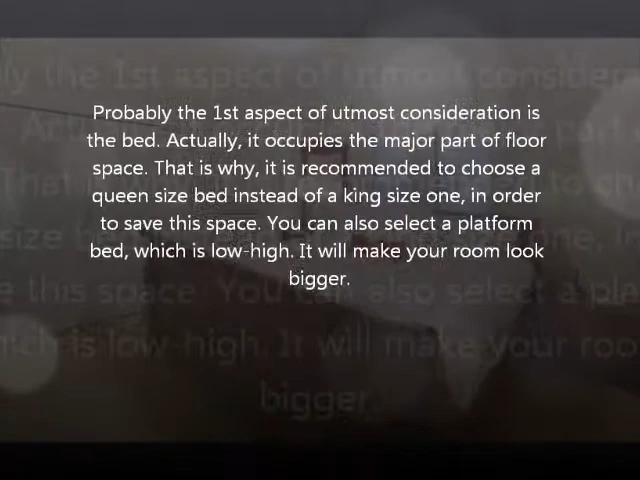 Probably the 1st aspect of utmost consideration is
the bed. Actually, it occupies the major part of floor
space. That is why, it is recommended to choose a
queen size bed instead of a king size one, in order
to save this space. You can also select a platform
bed, which is low-high. It will make your room look
bigger.